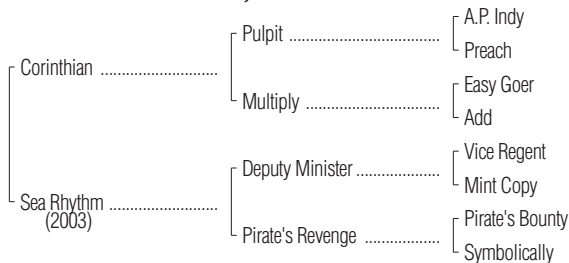 A.P. Indy
Pulpit
Preach
Corinthian
Easy Goer
Multiply
Add
Vice Regent
Deputy Minister
Mint Copy
Sea Rhythm
(2003)
Pirate's Bounty
Pirate's Revenge
Symbolically